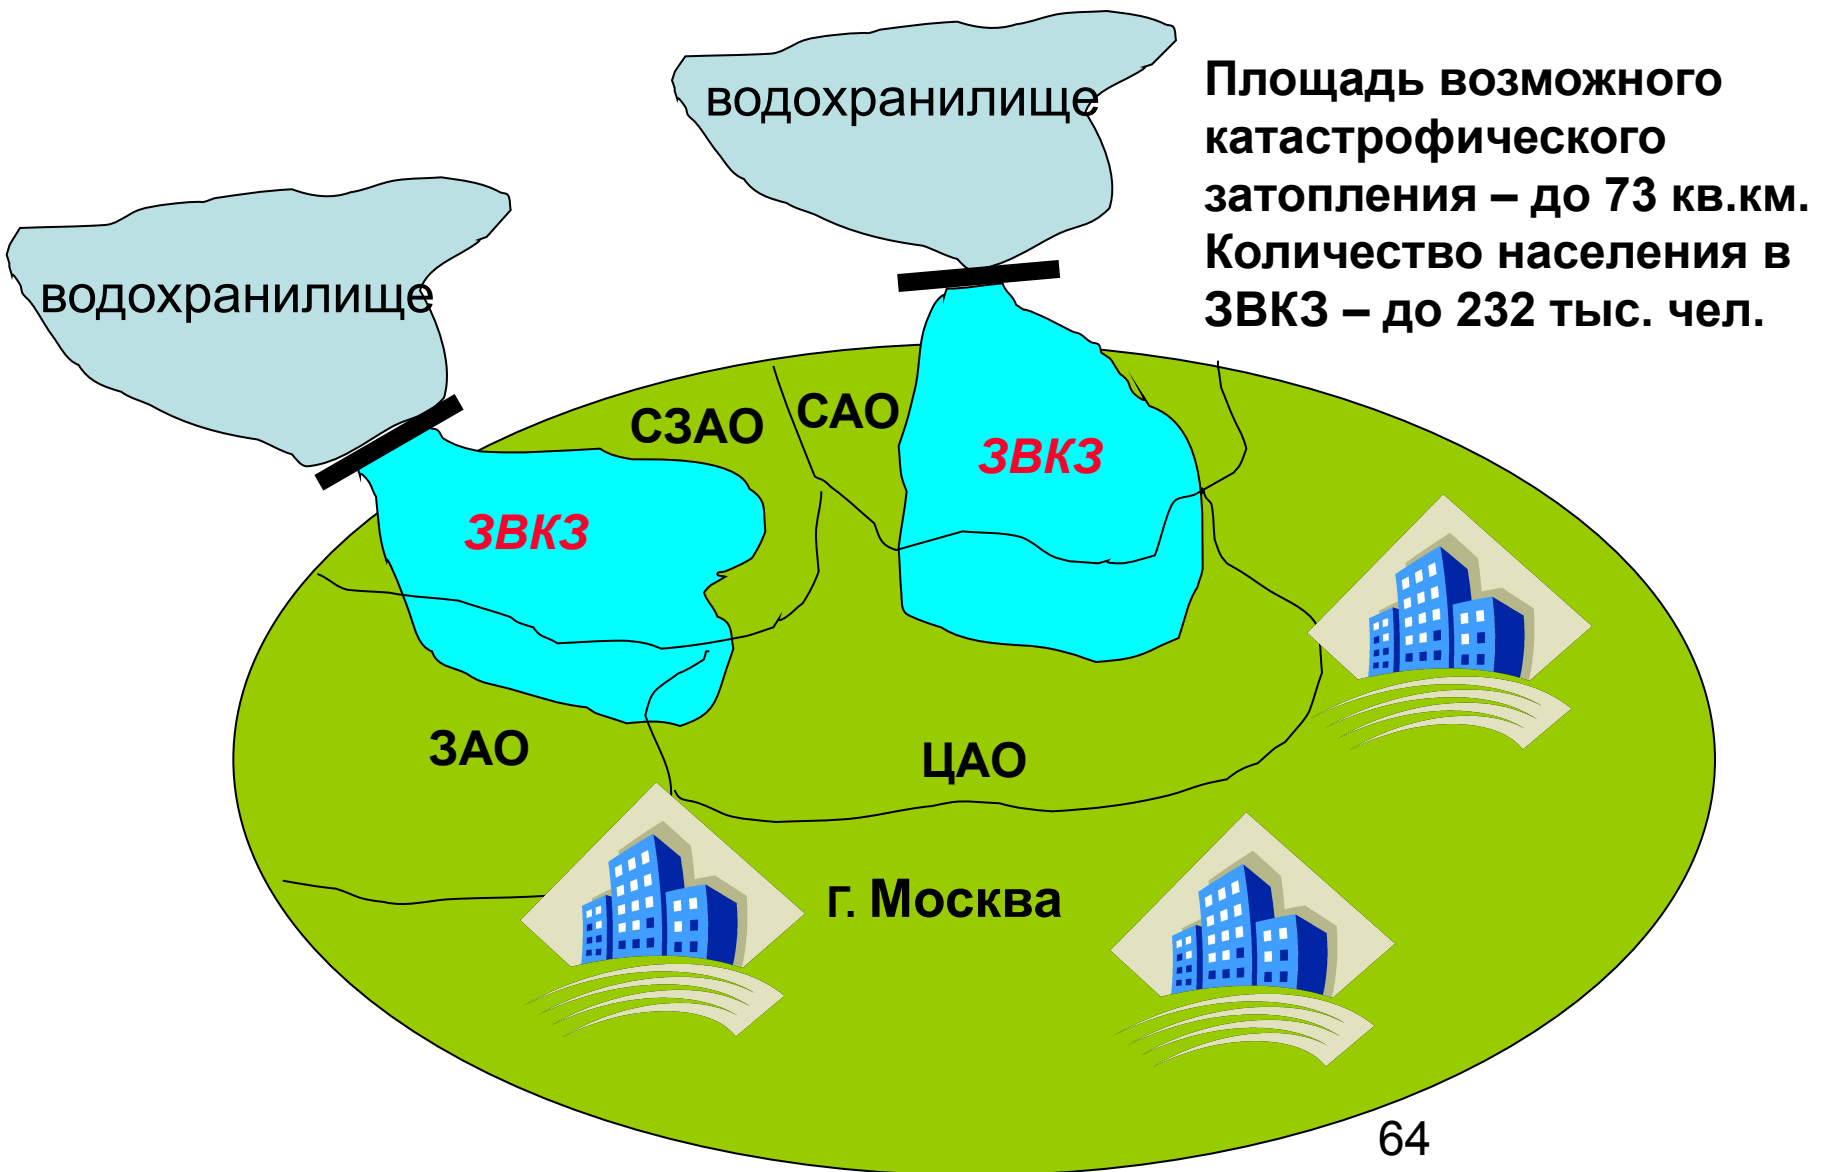 водохранилище
Площадь возможного
катастрофического
затопления – до 73 кв.км.
Количество населения в
ЗВКЗ – до 232 тыс. чел.
водохранилище
СЗАО
САО
ЗВКЗ
ЗВКЗ
ЗАО
ЦАО
г. Москва
64